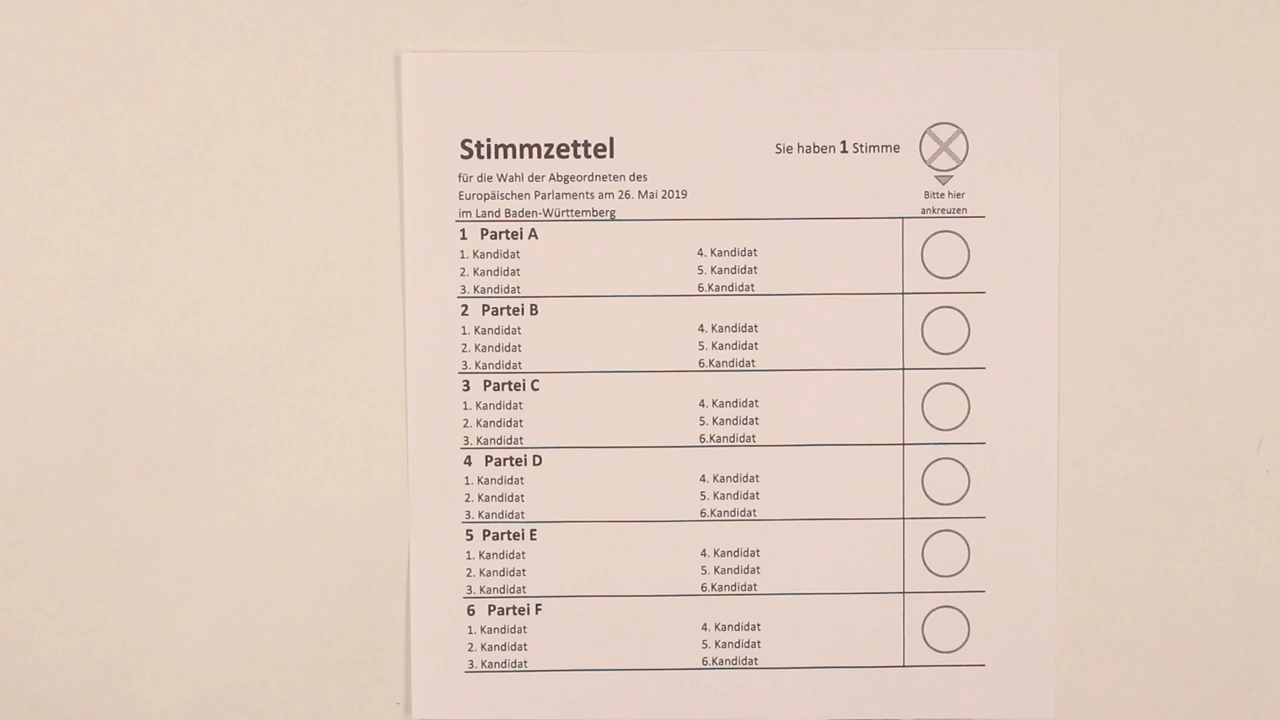 Stimmzettel
Sie haben 1 Stimme
für die Wahl der Abgeordneten des
Europäischen Parlaments am 26. Mai 2019
im Land Baden-Württemberg
Bitte hier
ankreuzen
1 Partei A
1. Kandidat 4. Kandidat
2. Kandidat 5. Kandidat
3. Kandidat 6.Kandidat
2 Partei B
1. Kandidat 4. Kandidat
2. Kandidat 5. Kandidat
3. Kandidat 6.Kandidat
3 Partei C
1. Kandidat 4. Kandidat
2. Kandidat 5. Kandidat
3. Kandidat 6.Kandidat
4 Partei D
1. Kandidat 4. Kandidat
2. Kandidat 5. Kandidat
3. Kandidat 6.Kandidat
5 Partei E
1. Kandidat 4. Kandidat
2. Kandidat 5. Kandidat
3. Kandidat 6.Kandidat
6 Partei F
1. Kandidat 4. Kandidat
2. Kandidat 5. Kandidat
3. Kandidat 6.Kandidat